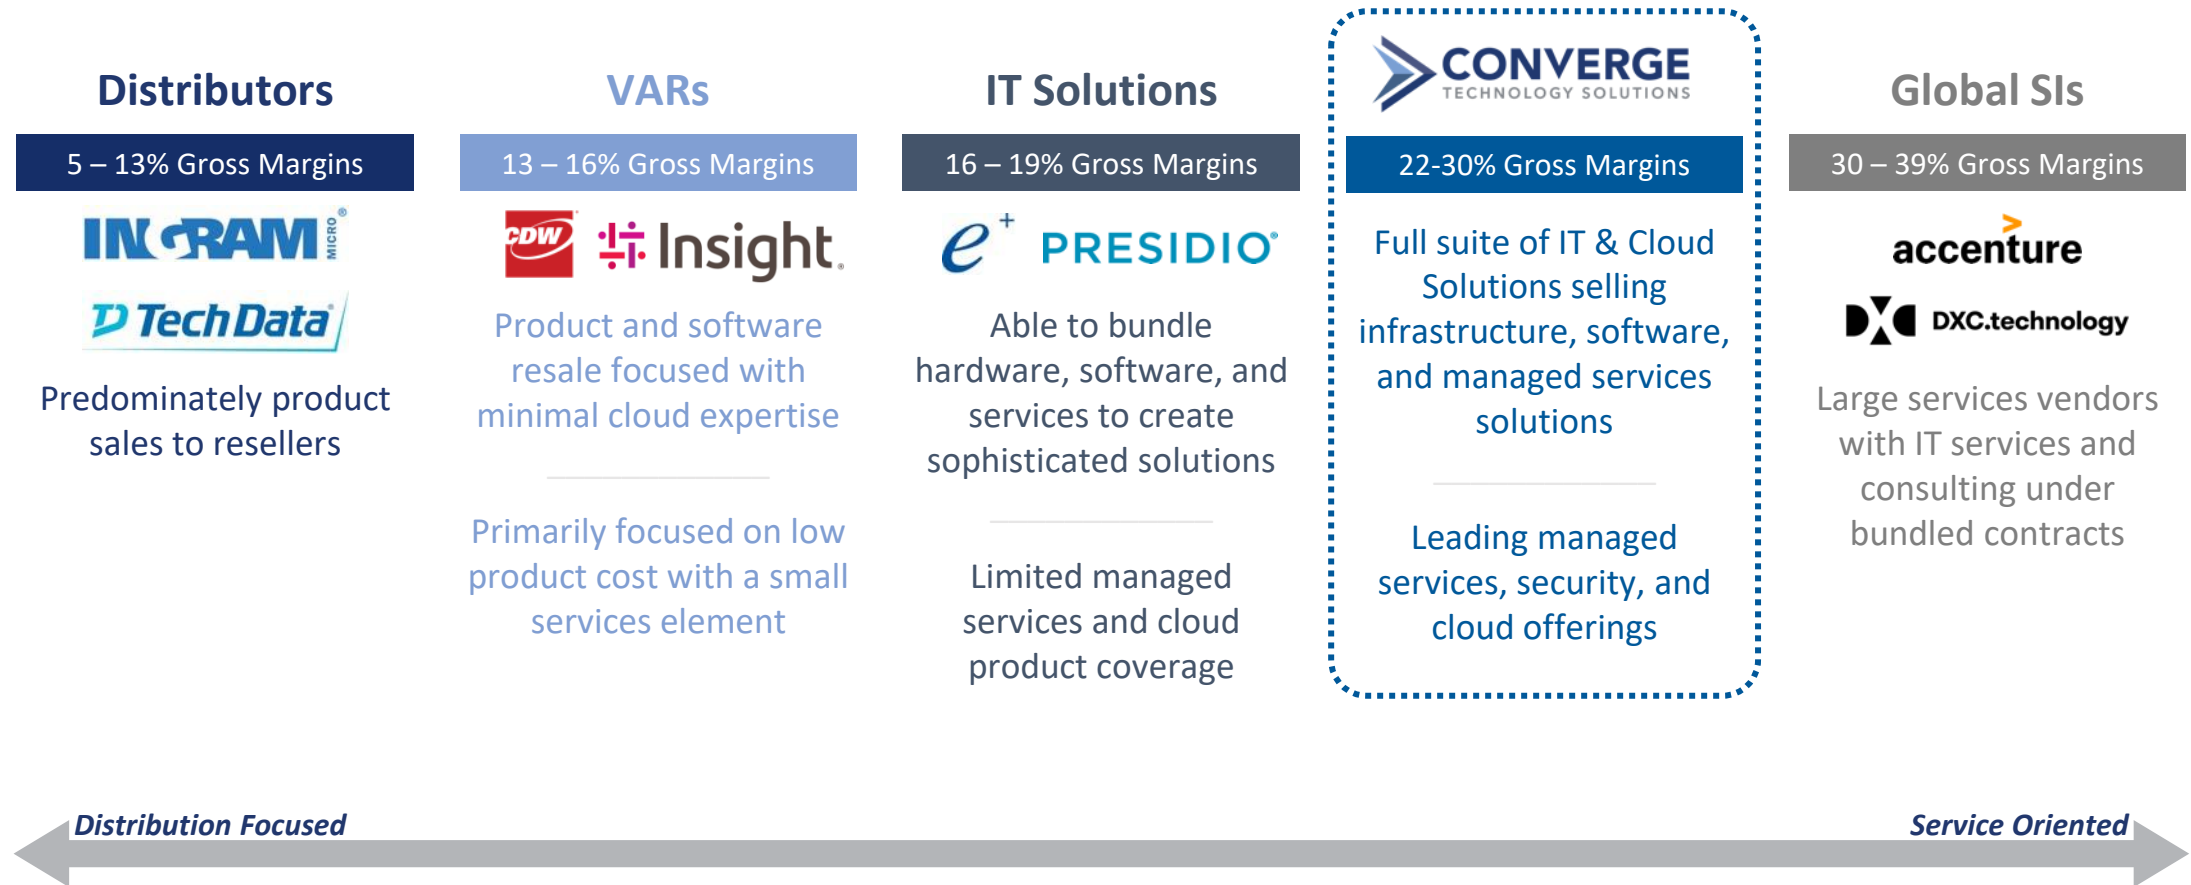 Distributors
5 – 13% Gross Margins
INGRAM MICRO®
TechData
Predominately product
sales to resellers
VARs
13 – 16% Gross Margins
CDW
Insight.
Product and software
resale focused with
minimal cloud expertise
Primarily focused on low
product cost with a small
services element
IT Solutions
16 – 19% Gross Margins
e+
PRESIDIO®
Able to bundle
hardware, software, and
services to create
sophisticated solutions
Limited managed
services and cloud
product coverage
CONVERGE
TECHNOLOGY SOLUTIONS
22-30% Gross Margins
Full suite of IT & Cloud
Solutions selling
infrastructure, software,
and managed services
solutions
Leading managed
services, security, and
cloud offerings
Global SIs
30 – 39% Gross Margins
accenture
DXC.technology
Large services vendors
with IT services and
consulting under
bundled contracts
Distribution Focused
Service Oriented